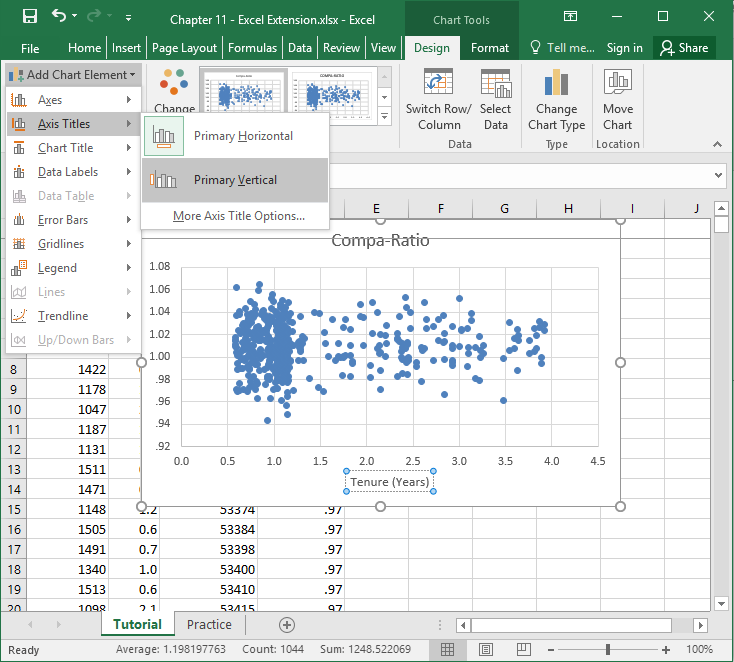 Chapter 11 - Excel Extension.xlsx - Excel
Chart Tools
File Home Insert Page Layout Formulas Data Review View Design Format Tell me... Sign in Share
Add Chart Element
Change
Switch Row/ Column
Select Data
Change Chart Type
Move Chart
Data Type Location
Axes
Axis Titles
Chart Title
Data Labels
Data Table
Error Bars
Gridlines
Legend
Lines
Trendline
Up/Down Bars
Primary Horizontal
Primary Vertical
More Axis Title Options...
E F G H I J
Compa-Ratio
1.08
1.06
1.04
1.02
1.00
.98
.96
.94
.92
0.0 0.5 1.0 1.5 2.0 2.5 3.0 3.5 4.0 4.5
Tenure (Years)
8 1422
9 1178
10 1047
11 1187
12 1131
13 1511
14 1471
15 1148 1.2 53374 .97
16 1505 0.6 53384 .97
17 1491 0.7 53398 .97
18 1340 1.0 53400 .97
19 1513 0.6 53410 .97
20 1098 2.1 53415 .97
Tutorial Practice
Ready Average: 1.198197763 Count: 1044 Sum: 1248.522069 100%